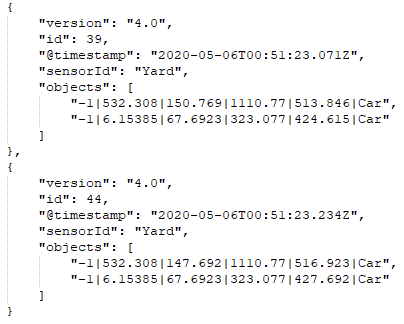 {
    "version": "4.0",
    "id": 39,
    "@timestamp": "2020-05-06T00:51:23.071Z",
    "sensorId": "Yard",
    "objects": [
        "-1|532.308|150.769|1110.77|513.846|Car",
        "-1|6.15385|67.6923|323.077|424.615|Car"
    ]
},
{
    "version": "4.0",
    "id": 44,
    "@timestamp": "2020-05-06T00:51:23.234Z",
    "sensorId": "Yard",
    "objects": [
        "-1|532.308|147.692|1110.77|516.923|Car",
        "-1|6.15385|67.6923|323.077|427.692|Car"
    ]
}